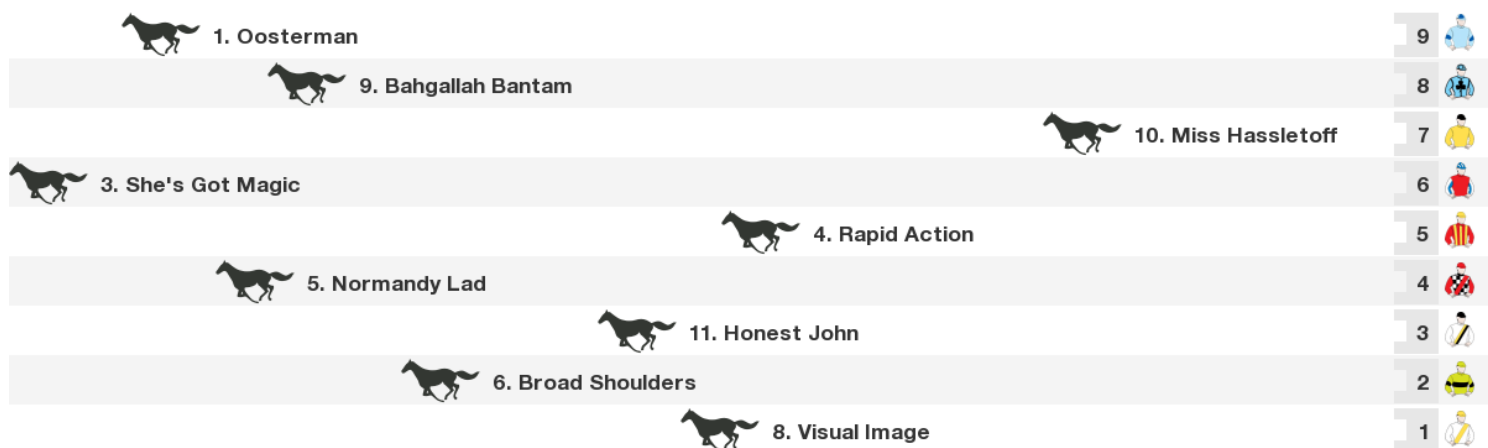 1. Oosterman 9
9. Bahgallah Bantam 8
10. Miss Hassletoff 7
3. She's Got Magic 6
4. Rapid Action 5
5. Normandy Lad 4
11. Honest John 3
6. Broad Shoulders 2
8. Visual Image 1